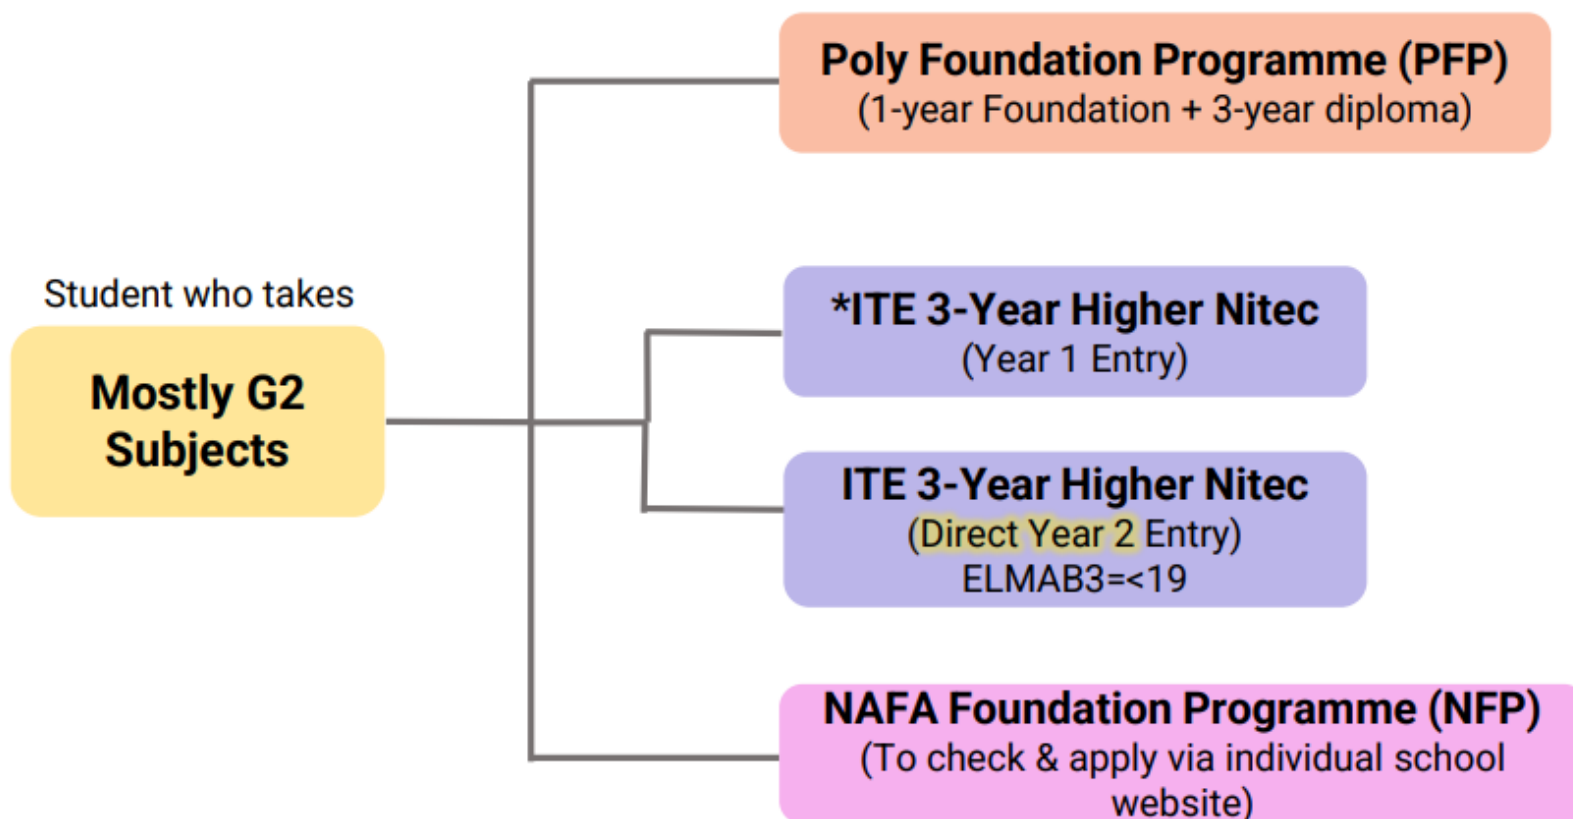 Poly Foundation Programme (PFP)
(1-year Foundation + 3-year diploma)
Student who takes
Mostly G2
Subjects
*ITE 3-Year Higher Nitec
(Year 1 Entry)
ITE 3-Year Higher Nitec
(Direct Year 2 Entry)
ELMAB3=<19
NAFA Foundation Programme (NFP)
(To check & apply via individual school
website)